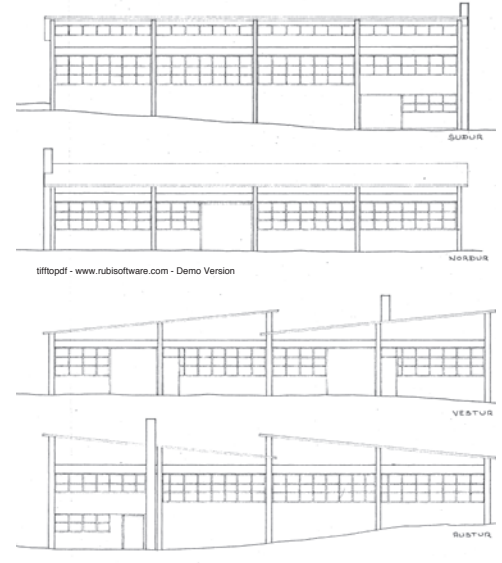 SUÐUR
NORÐUR
tifftopdf - www.rubisoftware.com - Demo Version
VESTUR
AUSTUR